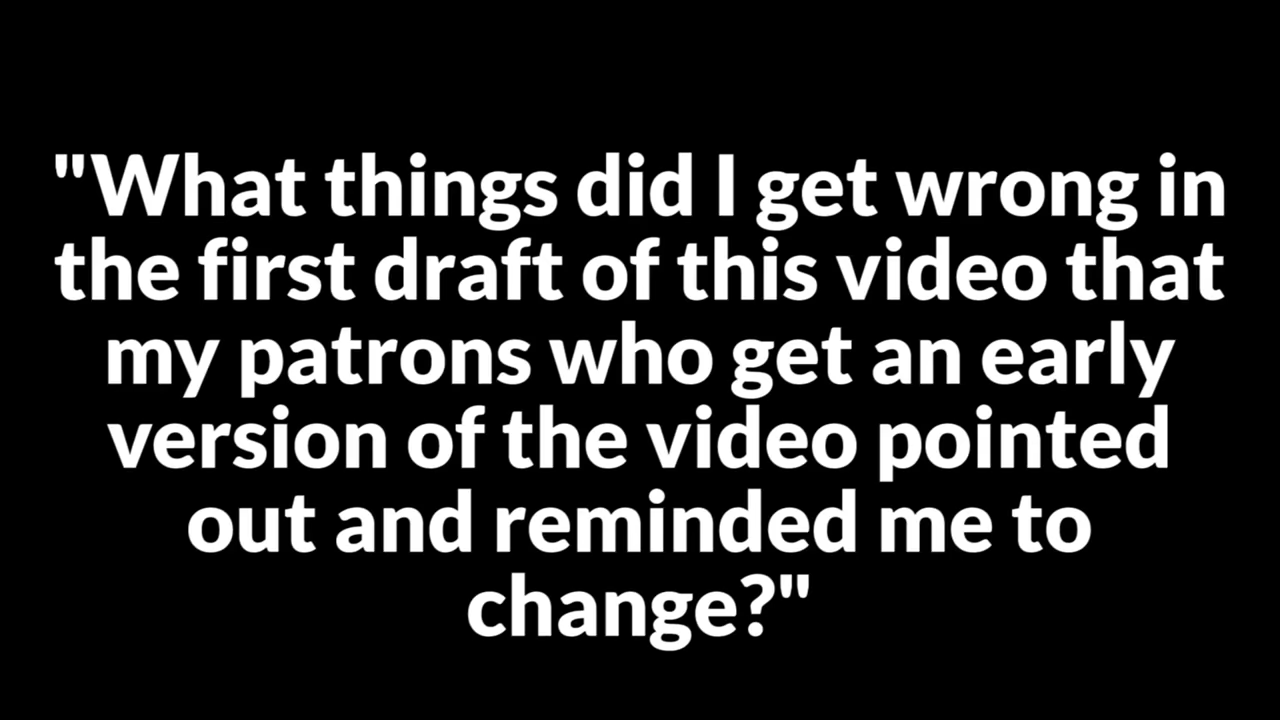 "What things did I get wrong in
the first draft of this video that
my patrons who get an early
version of the video pointed
out and reminded me to
change?"